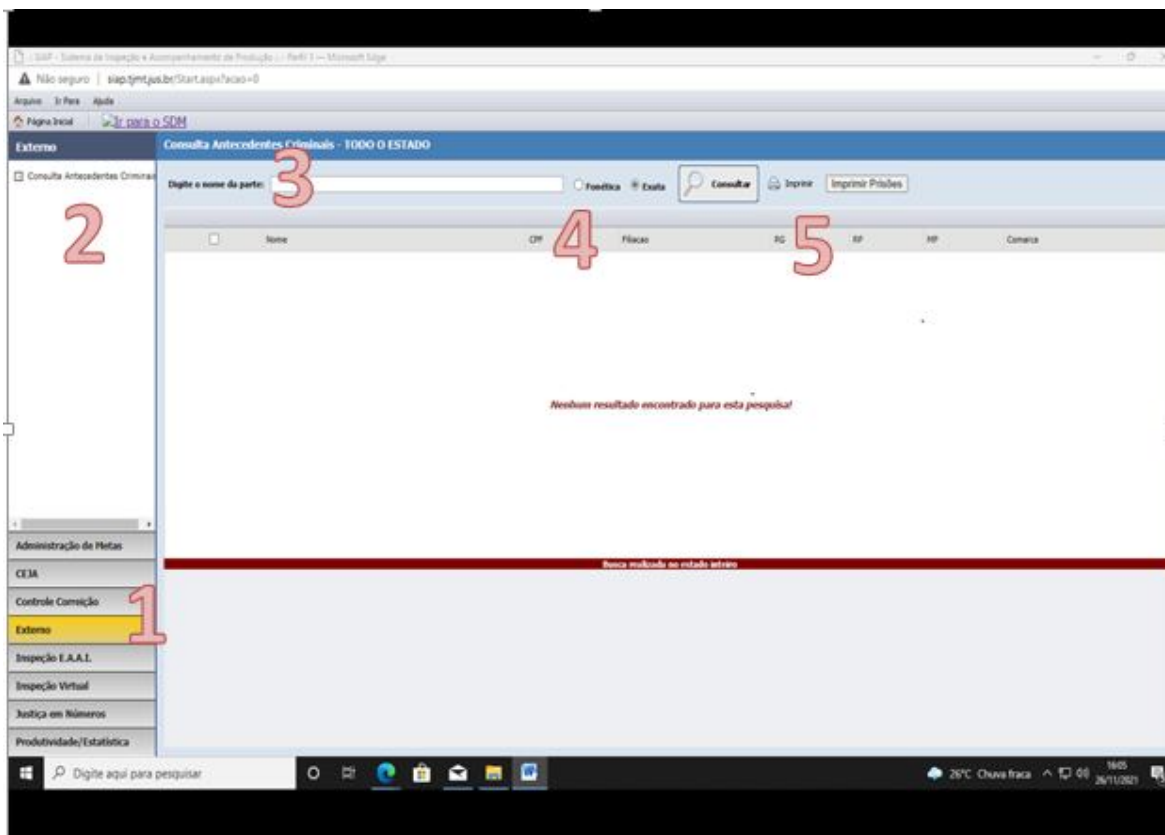 SIAP - Sistema de Inspeção e Acompanhamento de Produção :: Perfil 3 — Microsoft Edge
Não seguro | siap.tjmt.jus.br/Start.aspx?acao=0
Arquivo Ir Para Ajuda
Página Inicial Ir para o SDM
Externo
Consulta Antecedentes Criminais - TODO O ESTADO
Consulta Antecedentes Criminais
2
Digite o nome da parte:
3
Fonética Exata Consultar Imprimir Imprimir Prisões
4
5
Nome CPF Filiacao RG Comarca
Nenhum resultado encontrado para esta pesquisa!
Busca realizada no estado inteiro
Administração de Metas
CEJA
Controle Correição
1
Externo
Inspeção E.A.A.I.
Inspeção Virtual
Justiça em Números
Produtividade/Estatística
Digite aqui para pesquisar
26°C Chuva fraca
16:05
26/11/2021